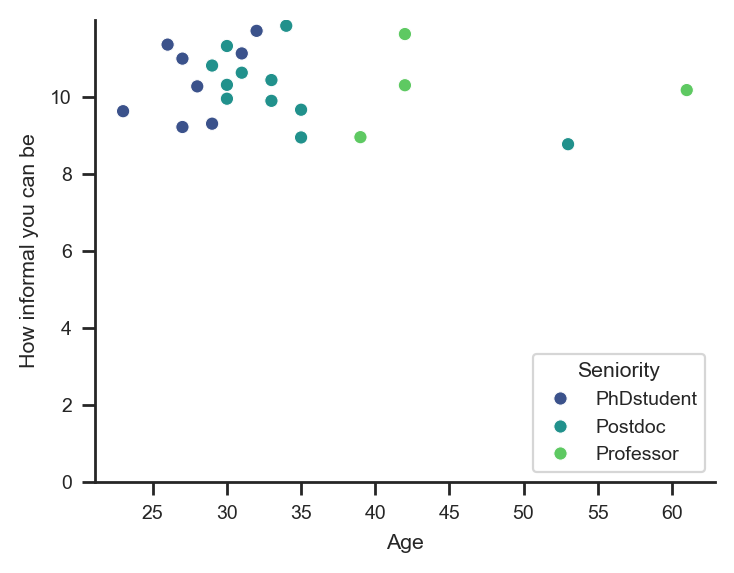 How informal you can be
10
8
6
4
2
0
25 30 35 40 45 50 55 60
Age
Seniority
PhDstudent
Postdoc
Professor